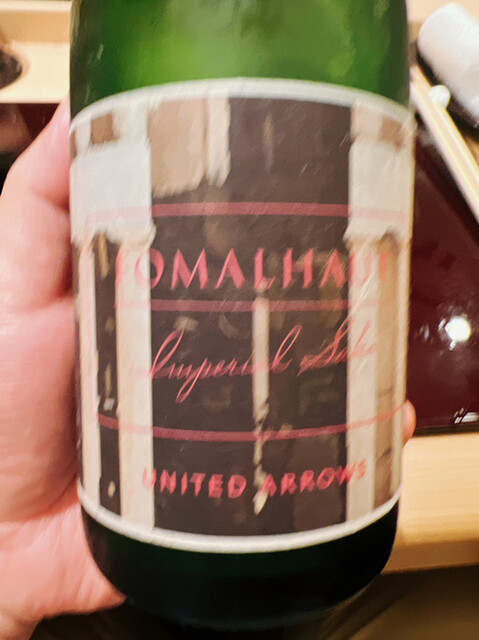 FOMALHAUT
Imperial Sake
UNITED ARROWS